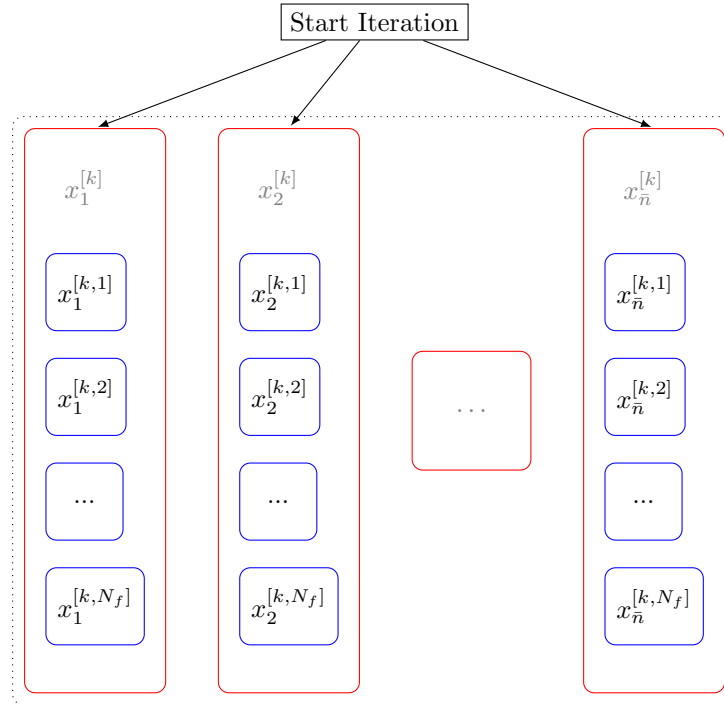 Start Iteration
$x_1^{[k]}$ $x_2^{[k]}$ $x_{\bar{n}}^{[k]}$
$x_1^{[k,1]}$ $x_2^{[k,1]}$ $x_{\bar{n}}^{[k,1]}$
$x_1^{[k,2]}$ $x_2^{[k,2]}$ ... $x_{\bar{n}}^{[k,2]}$
... ... ...
$x_1^{[k,N_f]}$ $x_2^{[k,N_f]}$ $x_{\bar{n}}^{[k,N_f]}$